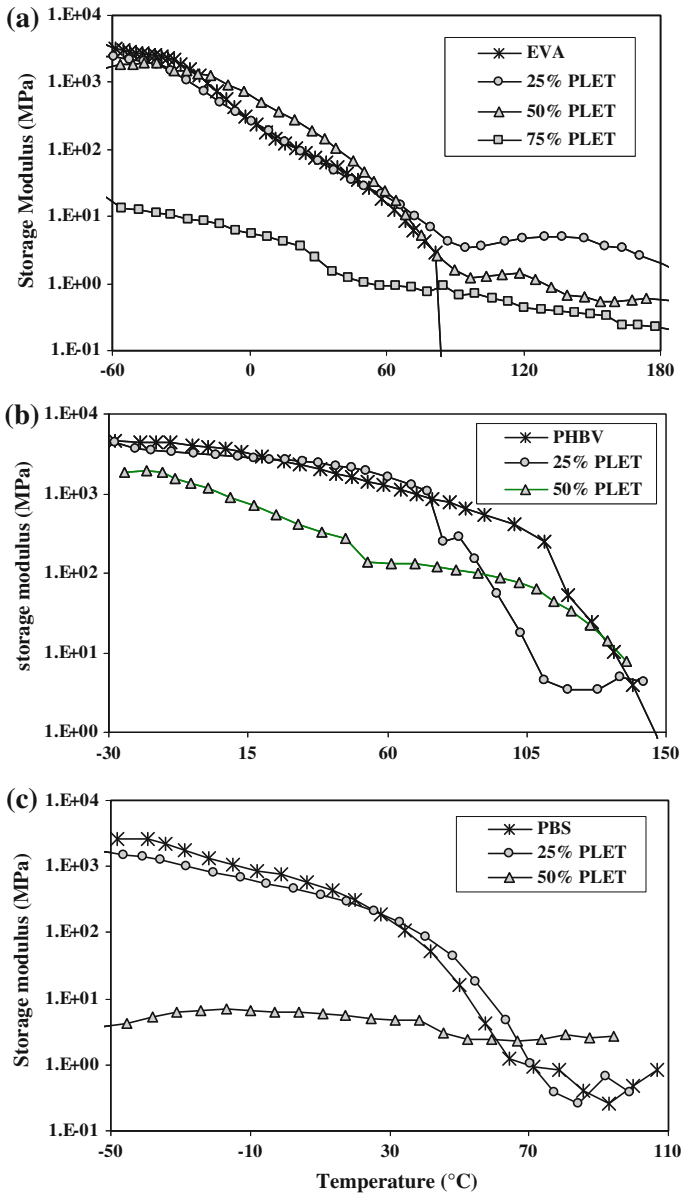 (a)
1.E+04
1.E+03
1.E+02
1.E+01
1.E+00
1.E-01
Storage Modulus (MPa)
EVA
25% PLET
50% PLET
75% PLET
-60 0 60 120 180
(b)
1.E+04
1.E+03
1.E+02
1.E+01
1.E+00
storage modulus (MPa)
PHBV
25% PLET
50% PLET
-30 15 60 105 150
(c)
1.E+04
1.E+03
1.E+02
1.E+01
1.E+00
1.E-01
Storage modulus (MPa)
PBS
25% PLET
50% PLET
-50 -10 30 70 110
Temperature (°C)